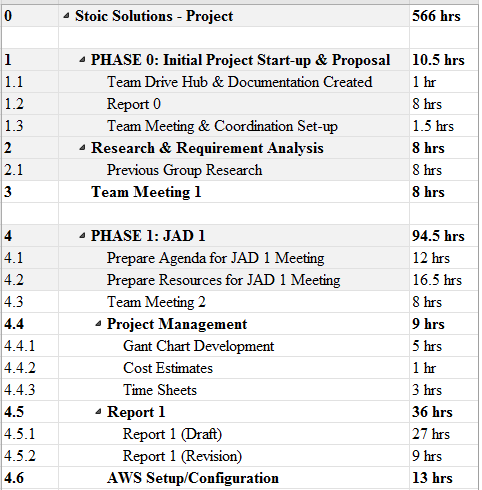 0 Stoic Solutions - Project 566 hrs
1 PHASE 0: Initial Project Start-up & Proposal 10.5 hrs
1.1 Team Drive Hub & Documentation Created 1 hr
1.2 Report 0 8 hrs
1.3 Team Meeting & Coordination Set-up 1.5 hrs
2 Research & Requirement Analysis 8 hrs
2.1 Previous Group Research 8 hrs
3 Team Meeting 1 8 hrs
4 PHASE 1: JAD 1 94.5 hrs
4.1 Prepare Agenda for JAD 1 Meeting 12 hrs
4.2 Prepare Resources for JAD 1 Meeting 16.5 hrs
4.3 Team Meeting 2 8 hrs
4.4 Project Management 9 hrs
4.4.1 Gant Chart Development 5 hrs
4.4.2 Cost Estimates 1 hr
4.4.3 Time Sheets 3 hrs
4.5 Report 1 36 hrs
4.5.1 Report 1 (Draft) 27 hrs
4.5.2 Report 1 (Revision) 9 hrs
4.6 AWS Setup/Configuration 13 hrs